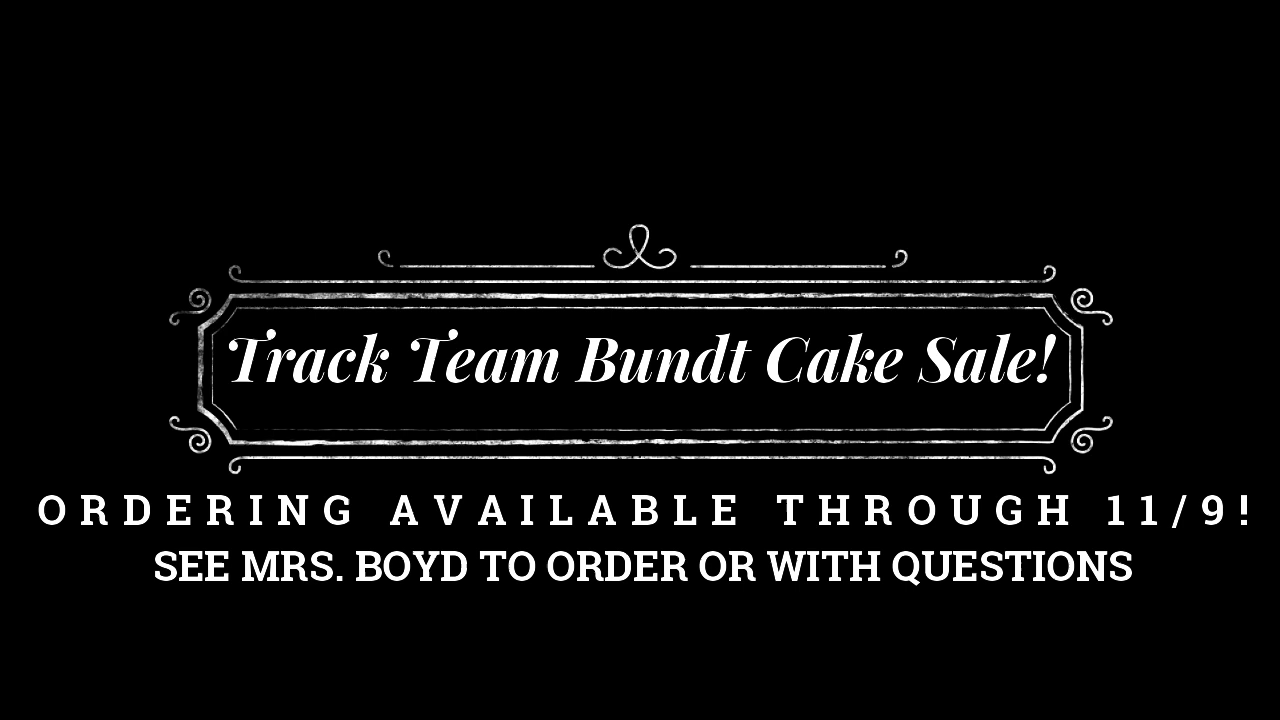 Track Team Bundt Cake Sale!
ORDERING AVAILABLE THROUGH 11/9!
SEE MRS. BOYD TO ORDER OR WITH QUESTIONS